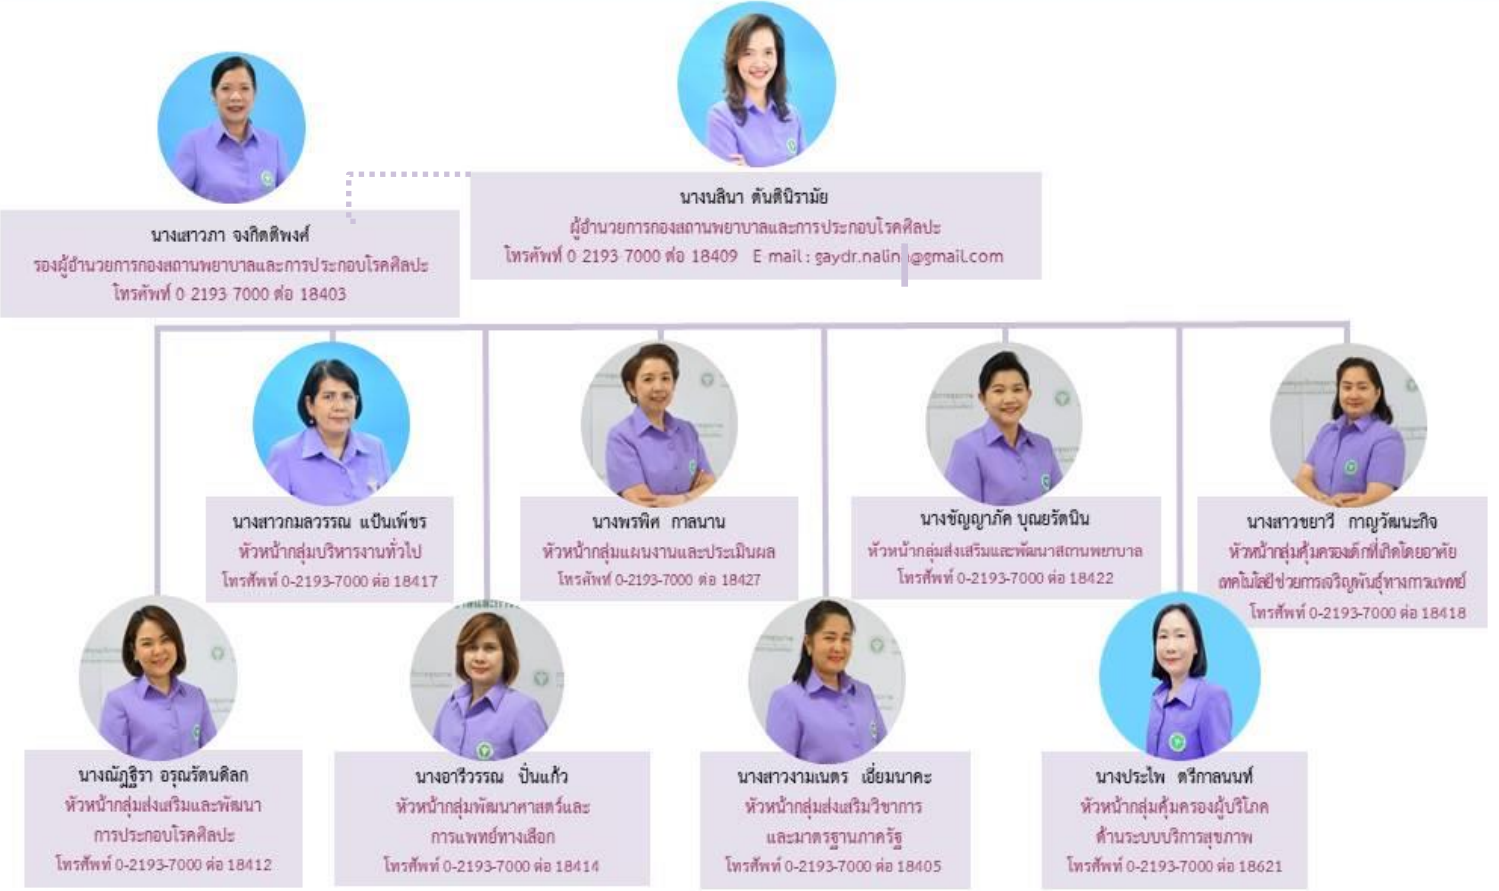 นางนลินา ตันตินิรามัย
ผู้อำนวยการกองสถานพยาบาลและการประกอบโรคศิลปะ
โทรศัพท์ 0 2193 7000 ต่อ 18409 E mail : gaydr.nalina@gmail.com
นางเสาวภา จงกิตติพงศ์
รองผู้อำนวยการกองสถานพยาบาลและการประกอบโรคศิลปะ
โทรศัพท์ 0 2193 7000 ต่อ 18403
นางสาวกมลวรรณ แป้นเพ็ชร
หัวหน้ากลุ่มบริหารงานทั่วไป
โทรศัพท์ 0-2193-7000 ต่อ 18417
นางพรพิศ กาลนาน
หัวหน้ากลุ่มแผนงานและประเมินผล
โทรศัพท์ 0-2193-7000 ต่อ 18427
นางชัญญาภัค บุณยรัตนิน
หัวหน้ากลุ่มส่งเสริมและพัฒนาสถานพยาบาล
โทรศัพท์ 0-2193-7000 ต่อ 18422
นางสาวชยาวี กาญวัฒนะกิจ
หัวหน้ากลุ่มคุ้มครองเด็กที่เกิดโดยอาศัย
เทคโนโลยีช่วยการเจริญพันธุ์ทางการแพทย์
โทรศัพท์ 0-2193-7000 ต่อ 18418
นางณัฏฐิรา อรุณรัตนดิลก
หัวหน้ากลุ่มส่งเสริมและพัฒนา
การประกอบโรคศิลปะ
โทรศัพท์ 0-2193-7000 ต่อ 18412
นางอารีวรรณ ปั่นแก้ว
หัวหน้ากลุ่มพัฒนาศาสตร์และ
การแพทย์ทางเลือก
โทรศัพท์ 0-2193-7000 ต่อ 18414
นางสาวงามเนตร เอี่ยมนาคะ
หัวหน้ากลุ่มส่งเสริมวิชาการ
และมาตรฐานภาครัฐ
โทรศัพท์ 0-2193-7000 ต่อ 18405
นางประไพ ตรีกาลนนท์
หัวหน้ากลุ่มคุ้มครองผู้บริโภค
ด้านระบบบริการสุขภาพ
โทรศัพท์ 0-2193-7000 ต่อ 18621